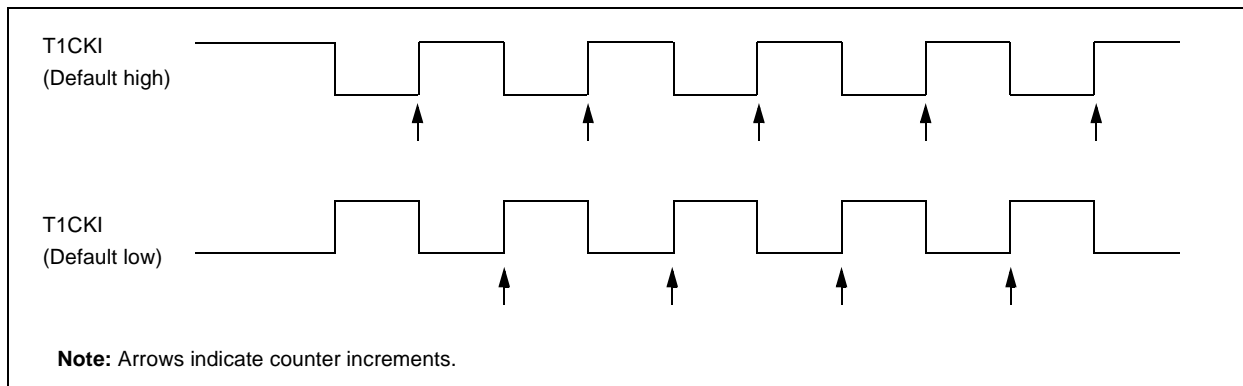 T1CKI
(Default high)
T1CKI
(Default low)
Note: Arrows indicate counter increments.